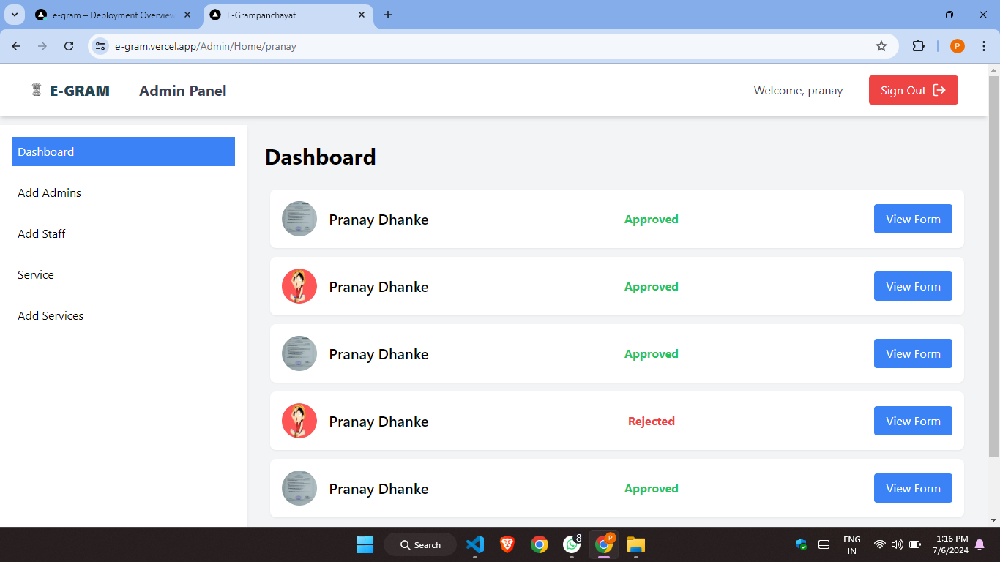 e-gram – Deployment Overview
E-Grampanchayat
e-gram.vercel.app/Admin/Home/pranay
P
E-GRAM
Admin Panel
Welcome, pranay
Sign Out
Dashboard
Add Admins
Add Staff
Service
Add Services
Dashboard
Pranay Dhanke Approved View Form
Pranay Dhanke Approved View Form
Pranay Dhanke Approved View Form
Pranay Dhanke Rejected View Form
Pranay Dhanke Approved View Form
Search
8
P
ENG
IN
1:16 PM
7/6/2024